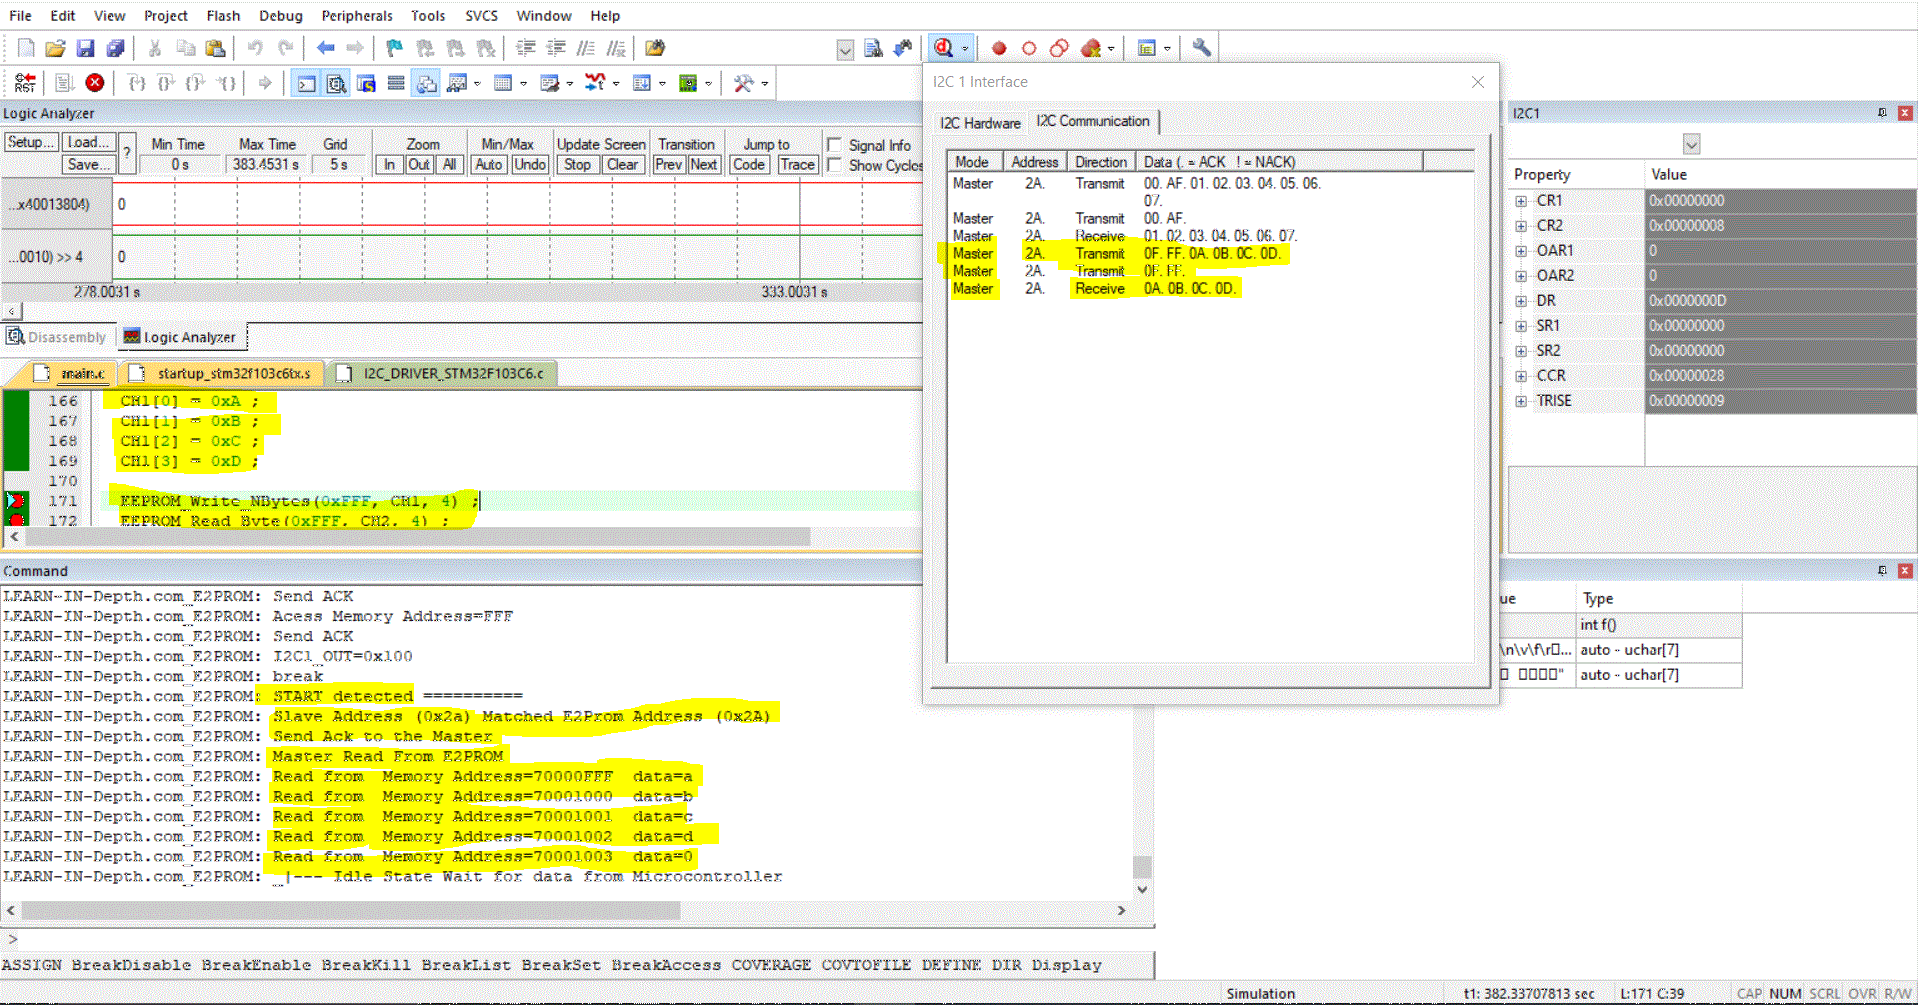 File Edit View Project Flash Debug Peripherals Tools SVCS Window Help
RST
Logic Analyzer
Setup... Load... Min Time Max Time Grid Zoom Min/Max Update Screen Transition Jump to Signal Info
Save... ? 0 s 383.4531 s 5 s In Out All Auto Undo Stop Clear Prev Next Code Trace Show Cycles
...x40013804) 0
...0010) >> 4 0
278.0031 s 333.0031 s
Disassembly Logic Analyzer
main.c startup_stm32f103c6tx.s I2C_DRIVER_STM32F103C6.c
166 CH1[0] = 0xA ;
167 CH1[1] = 0xB ;
168 CH1[2] = 0xC ;
169 CH1[3] = 0xD ;
170
171 EEPROM_Write_NBytes(0xFFF, CH1, 4) ;
172 EEPROM_Read_Byte(0xFFF, CH2, 4) ;
I2C 1 Interface
I2C Hardware I2C Communication
Mode Address Direction Data (. = ACK ! = NACK)
Master 2A. Transmit 00. AF. 01. 02. 03. 04. 05. 06.
07.
Master 2A. Transmit 00. AF.
Master 2A. Receive 01. 02. 03. 04. 05. 06. 07.
Master 2A. Transmit 0F. FF. 0A. 0B. 0C. 0D.
Master 2A. Transmit 0F. FF.
Master 2A. Receive 0A. 0B. 0C. 0D.
I2C1
Property Value
CR1 0x00000000
CR2 0x00000008
OAR1 0
OAR2 0
DR 0x0000000D
SR1 0x00000000
SR2 0x00000000
CCR 0x00000028
TRISE 0x00000009
Command
LEARN-IN-Depth.com_E2PROM: Send ACK
LEARN-IN-Depth.com_E2PROM: Acess Memory Address=FFF
LEARN-IN-Depth.com_E2PROM: Send ACK
LEARN-IN-Depth.com_E2PROM: I2C1_OUT=0x100
LEARN-IN-Depth.com_E2PROM: break
LEARN-IN-Depth.com_E2PROM: START detected ==========
LEARN-IN-Depth.com_E2PROM: Slave Address (0x2a) Matched E2Prom Address (0x2A)
LEARN-IN-Depth.com_E2PROM: Send Ack to the Master
LEARN-IN-Depth.com_E2PROM: Master Read From E2PROM
LEARN-IN-Depth.com_E2PROM: Read from Memory Address=70000FFF data=a
LEARN-IN-Depth.com_E2PROM: Read from Memory Address=70001000 data=b
LEARN-IN-Depth.com_E2PROM: Read from Memory Address=70001001 data=c
LEARN-IN-Depth.com_E2PROM: Read from Memory Address=70001002 data=d
LEARN-IN-Depth.com_E2PROM: Read from Memory Address=70001003 data=0
LEARN-IN-Depth.com_E2PROM: _|--- Idle State Wait for data from Microcontroller
>
ASSIGN BreakDisable BreakEnable BreakKill BreakList BreakSet BreakAccess COVERAGE COVTOFILE DEFINE DIR Display
ue Type
int f()
\n\v\f\r▯... auto - uchar[7]
▯ ▯▯▯▯" auto - uchar[7]
Simulation t1: 382.33707813 sec L:171 C:39 CAP NUM SCRL OVR R/W